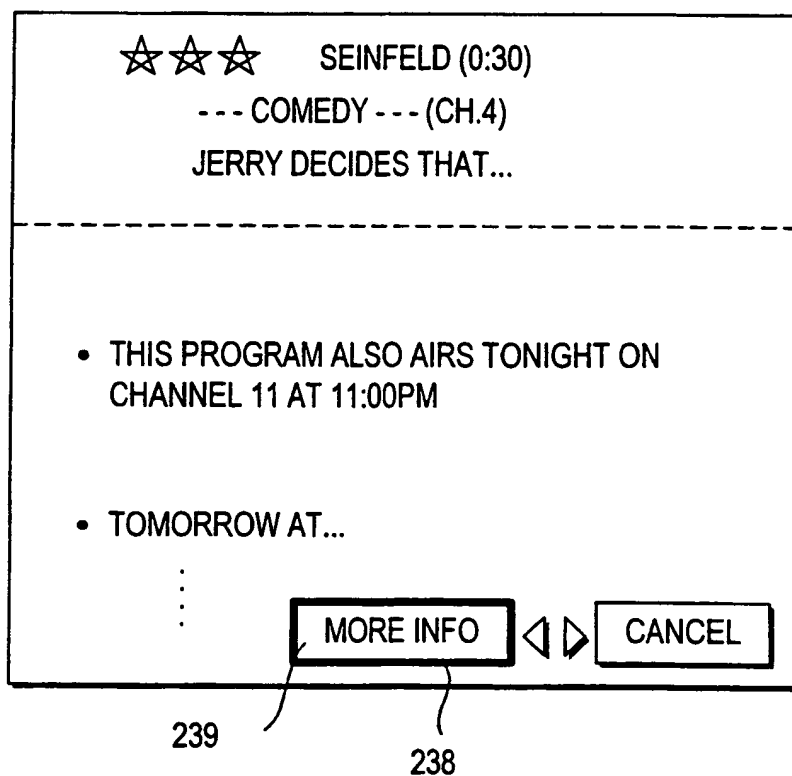 SEINFELD (0:30)
--- COMEDY --- (CH.4)
JERRY DECIDES THAT...
• THIS PROGRAM ALSO AIRS TONIGHT ON
CHANNEL 11 AT 11:00PM
• TOMORROW AT...
MORE INFO
CANCEL
239
238